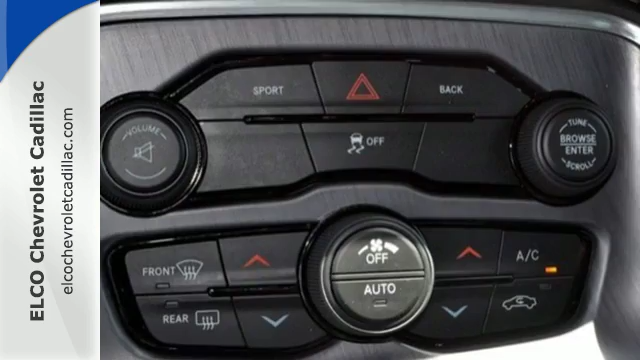 ELCO Chevrolet Cadillac
elcochevroletcadillac.com
SPORT
BACK
VOLUME
OFF
TUNE
BROWSE
ENTER
SCROLL
FRONT
OFF
A/C
REAR
AUTO